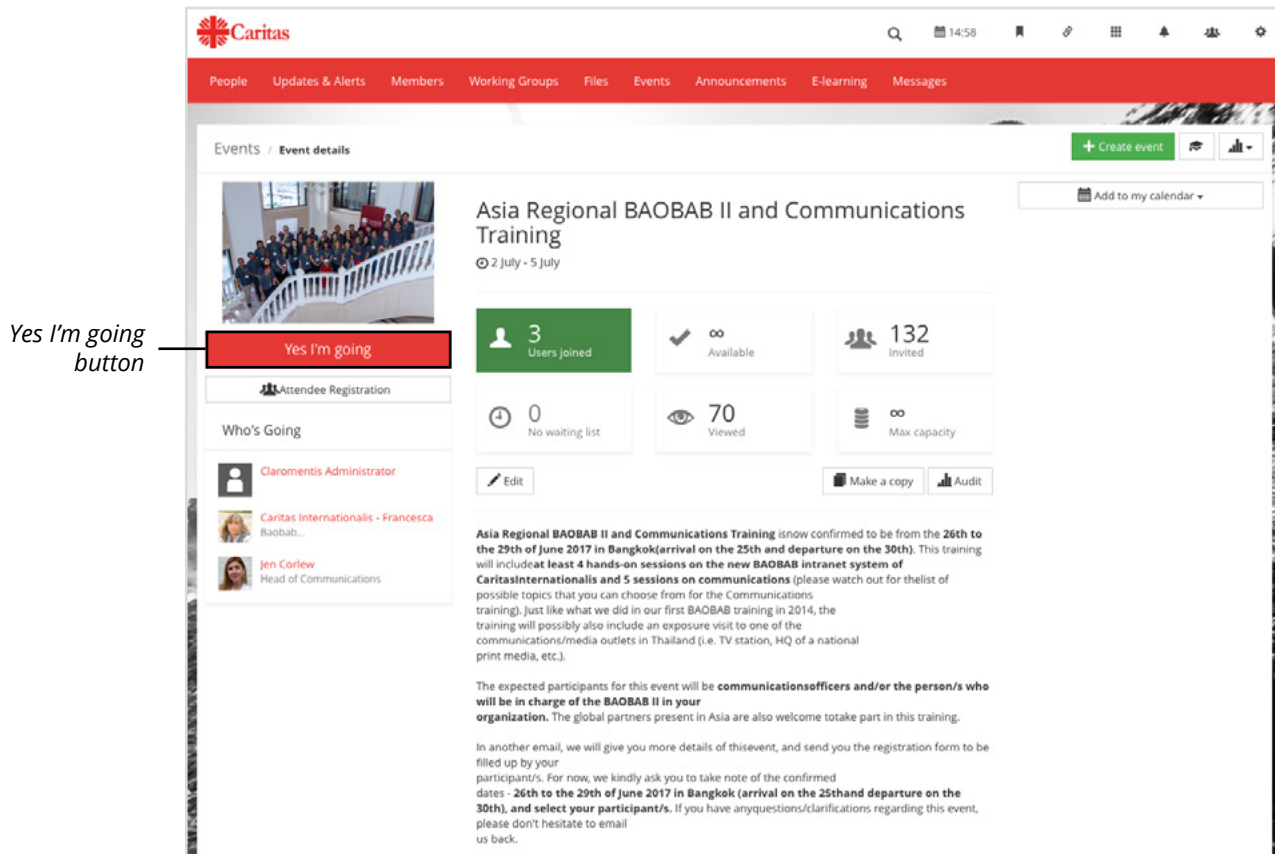 Caritas
14:58
People Updates & Alerts Members Working Groups Files Events Announcements E-learning Messages
Events / Event details
Create event
Add to my calendar
Asia Regional BAOBAB II and Communications
Training
2 July - 5 July
Yes I'm going
button
Yes I'm going
Attendee Registration
Who's Going
Claromentis Administrator
Caritas Internationalis - Francesca
Baobab...
Jen Corlew
Head of Communications
3
Users joined
∞
Available
132
Invited
0
No waiting list
70
Viewed
∞
Max capacity
Edit
Make a copy
Audit
Asia Regional BAOBAB II and Communications Training isnow confirmed to be from the 26th to
the 29th of June 2017 in Bangkok(arrival on the 25th and departure on the 30th). This training
will includeat least 4 hands-on sessions on the new BAOBAB intranet system of
CaritasInternationalis and 5 sessions on communications (please watch out for thelist of
possible topics that you can choose from for the Communications
training). Just like what we did in our first BAOBAB training in 2014, the
training will possibly also include an exposure visit to one of the
communications/media outlets in Thailand (i.e. TV station, HQ of a national
print media, etc.).
The expected participants for this event will be communicationsofficers and/or the person/s who
will be in charge of the BAOBAB II in your
organization. The global partners present in Asia are also welcome totake part in this training.
In another email, we will give you more details of thisevent, and send you the registration form to be
filled up by your
participant/s. For now, we kindly ask you to take note of the confirmed
dates - 26th to the 29th of June 2017 in Bangkok (arrival on the 25thand departure on the
30th), and select your participant/s. If you have anyquestions/clarifications regarding this event,
please don't hesitate to email
us back.